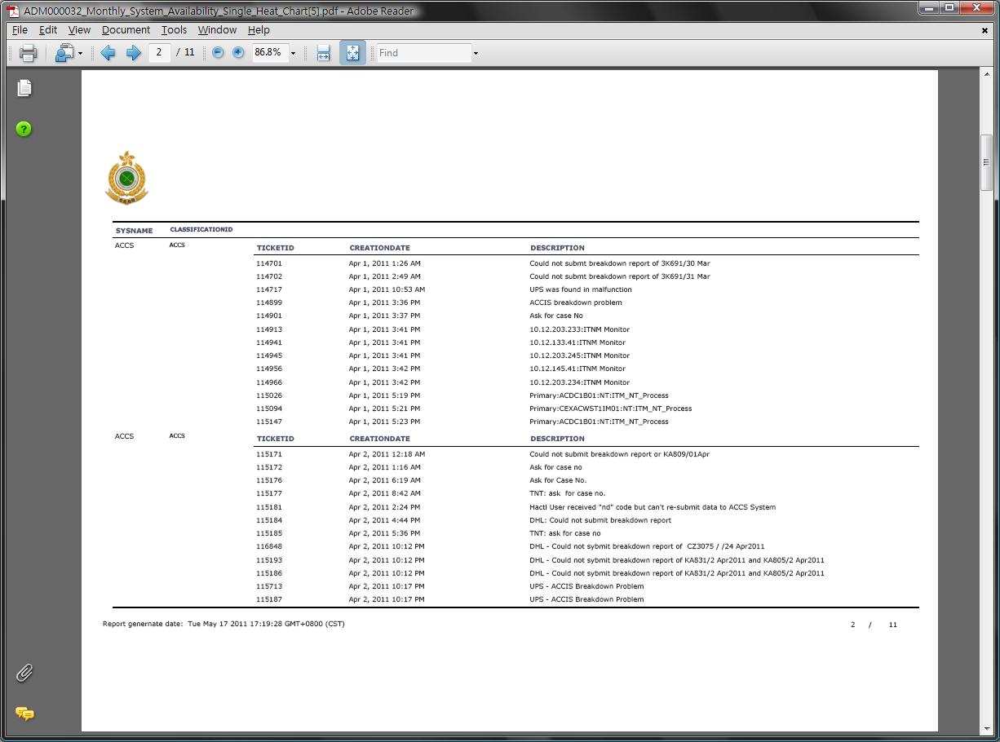 ADM000032_Monthly_System_Availability_Single_Heat_Chart[5].pdf - Adobe Reader
File Edit View Document Tools Window Help
2 / 11 86.8% Find
SYSNAME CLASSIFICATIONID
ACCS ACCS TICKETID CREATIONDATE DESCRIPTION
114701 Apr 1, 2011 1:26 AM Could not submt breakdown report of 3K691/30 Mar
114702 Apr 1, 2011 2:49 AM Could not submt breakdown report of 3K691/31 Mar
114717 Apr 1, 2011 10:53 AM UPS was found in malfunction
114899 Apr 1, 2011 3:36 PM ACCIS breakdown problem
114901 Apr 1, 2011 3:37 PM Ask for case No
114913 Apr 1, 2011 3:41 PM 10.12.203.233:ITNM Monitor
114941 Apr 1, 2011 3:41 PM 10.12.133.41:ITNM Monitor
114945 Apr 1, 2011 3:41 PM 10.12.203.245:ITNM Monitor
114956 Apr 1, 2011 3:42 PM 10.12.145.41:ITNM Monitor
114966 Apr 1, 2011 3:42 PM 10.12.203.234:ITNM Monitor
115026 Apr 1, 2011 5:19 PM Primary:ACDC1B01:NT:ITM_NT_Process
115094 Apr 1, 2011 5:21 PM Primary:CEXACWST1IM01:NT:ITM_NT_Process
115147 Apr 1, 2011 5:23 PM Primary:ACDC1B01:NT:ITM_NT_Process
ACCS ACCS TICKETID CREATIONDATE DESCRIPTION
115171 Apr 2, 2011 12:18 AM Could not submit breakdown report or KA809/01Apr
115172 Apr 2, 2011 1:16 AM Ask for case no
115176 Apr 2, 2011 6:19 AM Ask for Case No.
115177 Apr 2, 2011 8:42 AM TNT: ask for case no.
115181 Apr 2, 2011 2:24 PM Hactl User received "nd" code but can't re-submit data to ACCS System
115184 Apr 2, 2011 4:44 PM DHL: Could not submit breakdown report
115185 Apr 2, 2011 5:36 PM TNT: ask for case no
116848 Apr 2, 2011 10:12 PM DHL - Could not sybmit breakdown report of CZ3075 / /24 Apr2011
115193 Apr 2, 2011 10:12 PM DHL - Could not sybmit breakdown report of KA831/2 Apr2011 and KA805/2 Apr2011
115186 Apr 2, 2011 10:12 PM DHL - Could not sybmit breakdown report of KA831/2 Apr2011 and KA805/2 Apr2011
115713 Apr 2, 2011 10:17 PM UPS - ACCIS Breakdown Problem
115187 Apr 2, 2011 10:17 PM UPS - ACCIS Breakdown Problem
Report genernate date: Tue May 17 2011 17:19:28 GMT+0800 (CST) 2 / 11